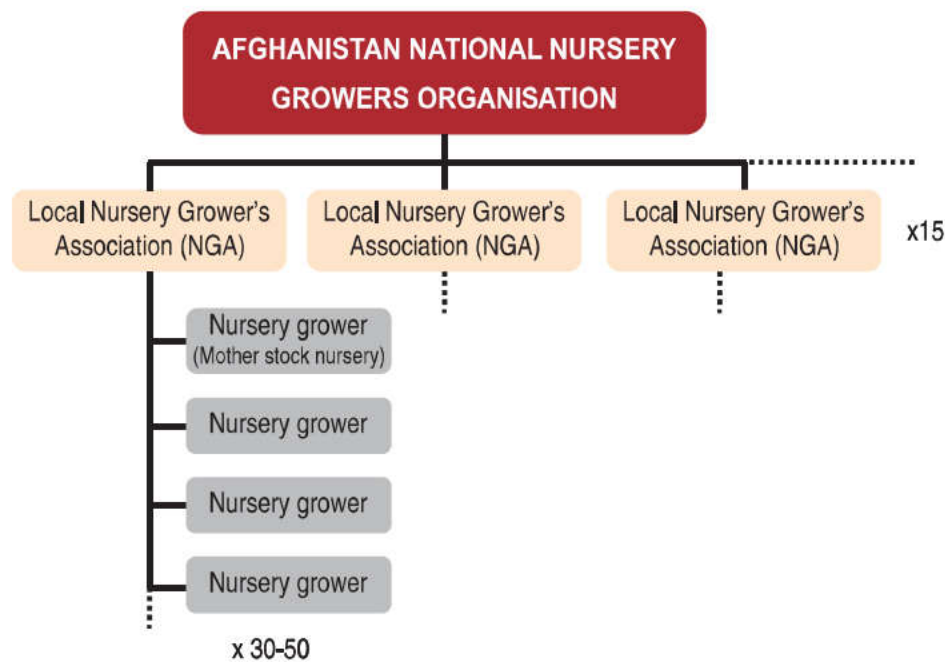 AFGHANISTAN NATIONAL NURSERY
GROWERS ORGANISATION
Local Nursery Grower's
Association (NGA)
Local Nursery Grower's
Association (NGA)
Local Nursery Grower's
Association (NGA)
x15
Nursery grower
(Mother stock nursery)
Nursery grower
Nursery grower
Nursery grower
x 30-50